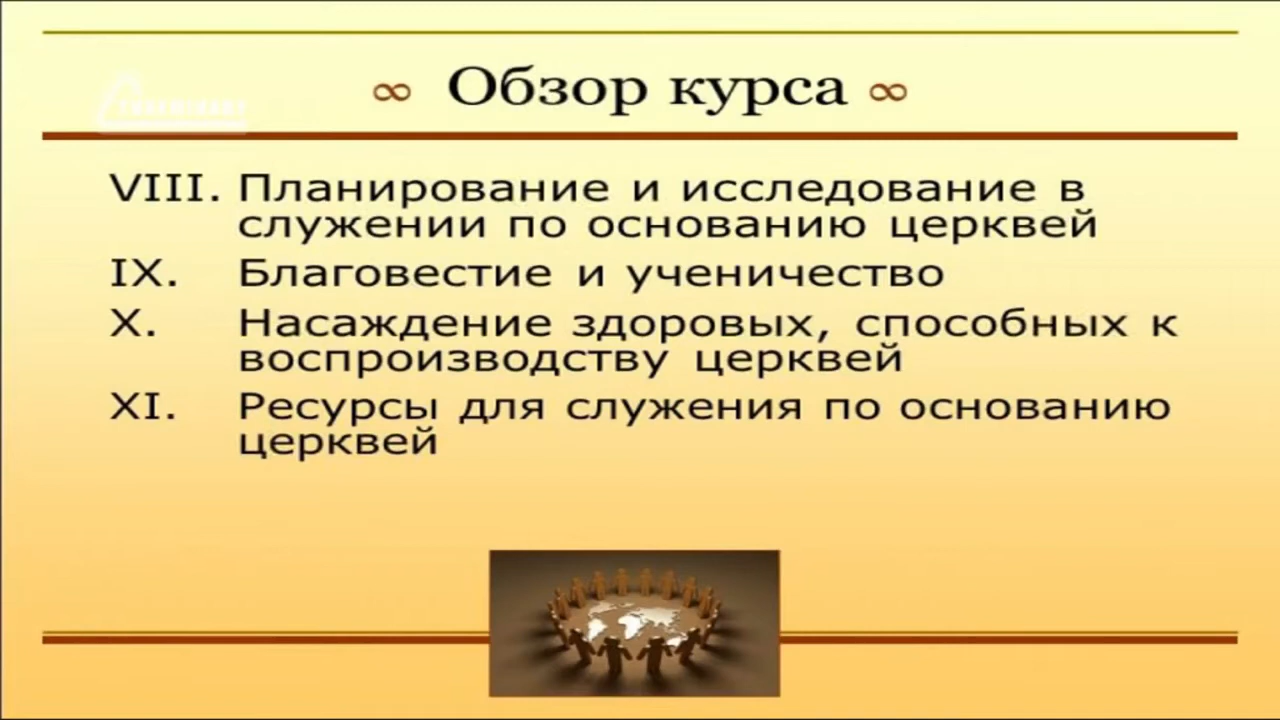 ∞ Обзор курса ∞
VIII. Планирование и исследование в
служении по основанию церквей
IX. Благовестие и ученичество
X. Насаждение здоровых, способных к
воспроизводству церквей
XI. Ресурсы для служения по основанию
церквей